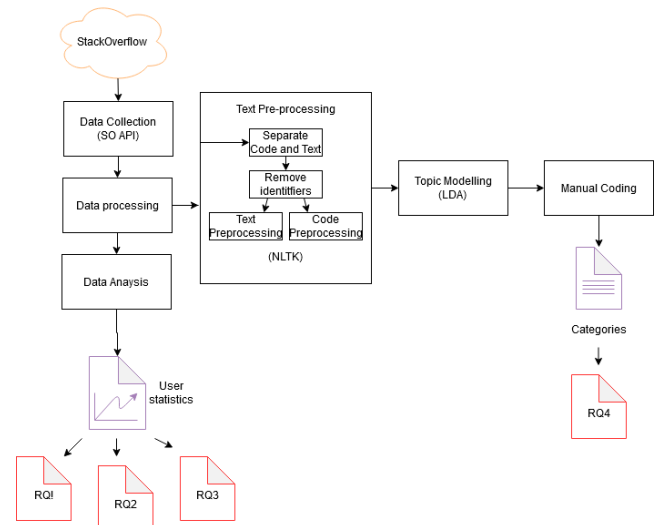 StackOverflow
Data Collection
(SO API)
Data processing
Data Anaysis
User
statistics
RQ!
RQ2
RQ3
Text Pre-processing
Separate
Code and Text
Remove
identitfiers
Text
Preprocessing
Code
Preprocessing
(NLTK)
Topic Modelling
(LDA)
Manual Coding
Categories
RQ4